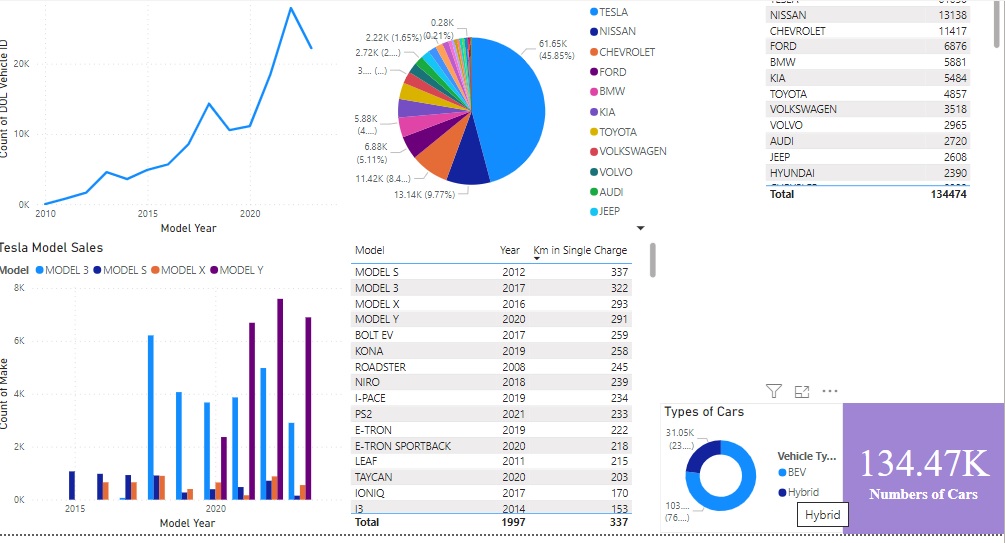 Count of DOL Vehicle ID
20K
10K
0K
2010
2015
2020
Model Year
0.28K
(0.21%)
2.22K (1.65%)
2.72K (2....)
3.... (...)
5.88K
(4....)
6.88K
(5.11%)
11.42K (8.4...)
13.14K (9.77%)
61.65K
(45.85%)
TESLA
NISSAN
CHEVROLET
FORD
BMW
KIA
TOYOTA
VOLKSWAGEN
VOLVO
AUDI
JEEP
NISSAN 13138
CHEVROLET 11417
FORD 6876
BMW 5881
KIA 5484
TOYOTA 4857
VOLKSWAGEN 3518
VOLVO 2965
AUDI 2720
JEEP 2608
HYUNDAI 2390
Total 134474
Tesla Model Sales
Model MODEL 3 MODEL S MODEL X MODEL Y
Count of Make
8K
6K
4K
2K
0K
2015
2020
Model Year
Model Year Km in Single Charge
MODEL S 2012 337
MODEL 3 2017 322
MODEL X 2016 293
MODEL Y 2020 291
BOLT EV 2017 259
KONA 2019 258
ROADSTER 2008 245
NIRO 2018 239
I-PACE 2019 234
PS2 2021 233
E-TRON 2019 222
E-TRON SPORTBACK 2020 218
LEAF 2011 215
TAYCAN 2020 203
IONIQ 2017 170
I3 2014 153
Total 1997 337
Types of Cars
31.05K
(23....)
103....
(76....)
Vehicle Ty...
BEV
Hybrid
Hybrid
134.47K
Numbers of Cars